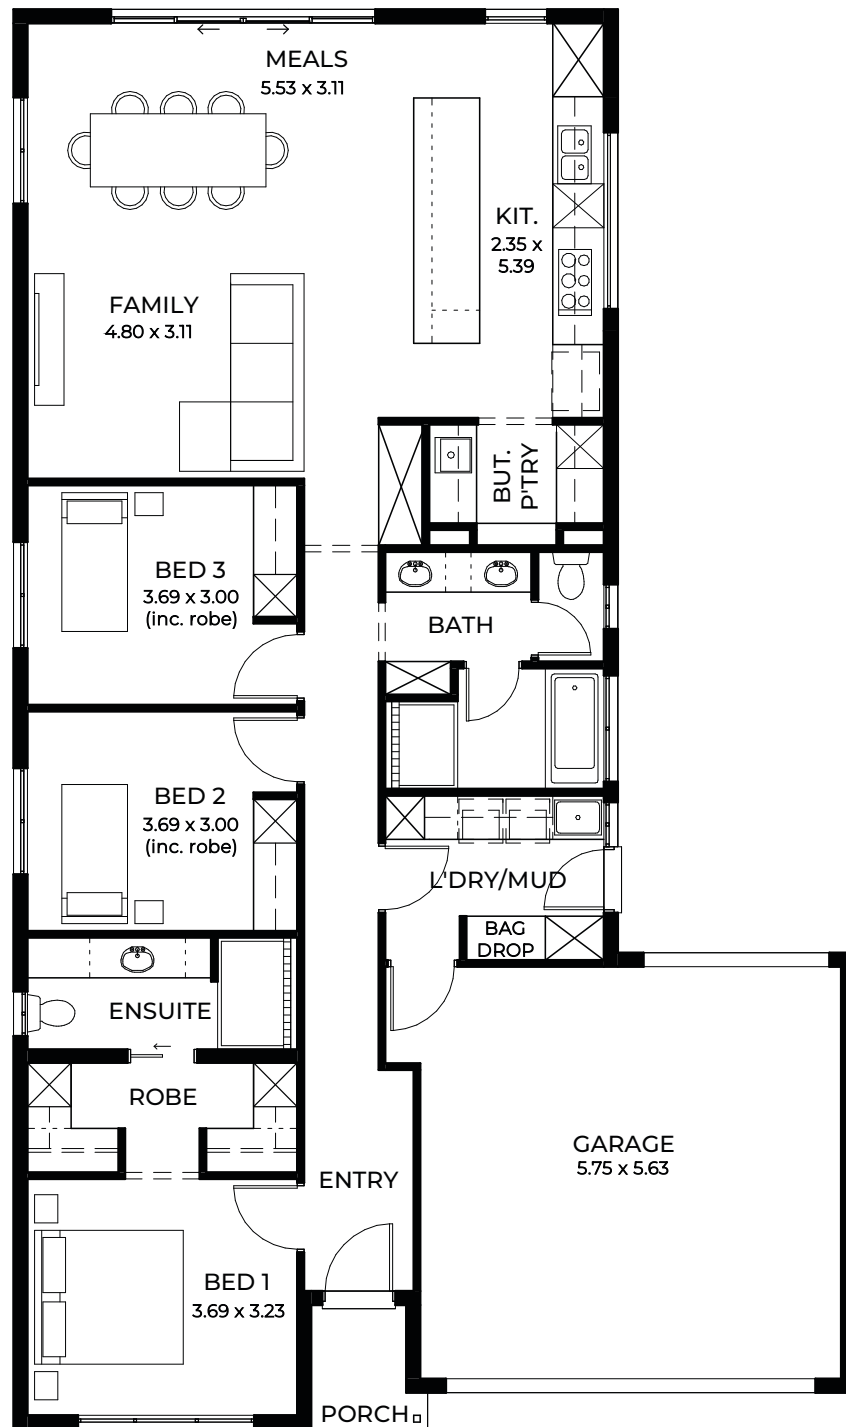 MEALS
5.53 x 3.11
KIT.
2.35 x
5.39
FAMILY
4.80 x 3.11
BUT.
P'TRY
BED 3
3.69 x 3.00
(inc. robe)
BATH
BED 2
3.69 x 3.00
(inc. robe)
L'DRY/MUD
BAG
DROP
ENSUITE
ROBE
GARAGE
5.75 x 5.63
ENTRY
BED 1
3.69 x 3.23
PORCH